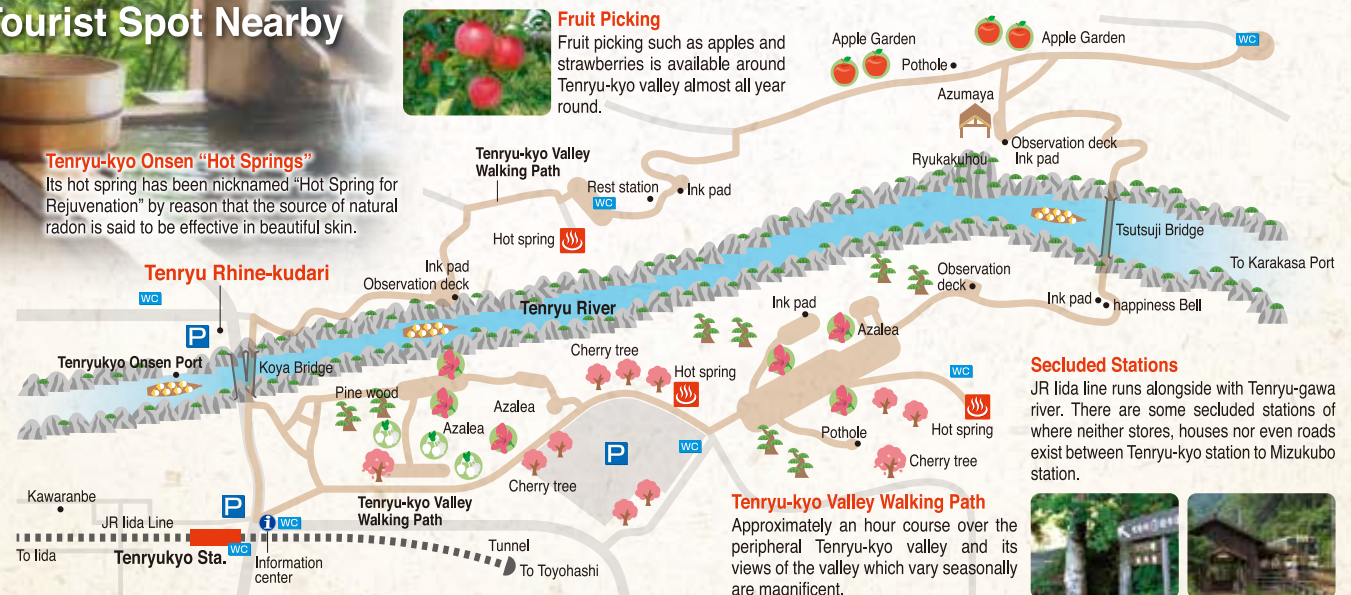 Tourist Spot Nearby
Fruit Picking
Fruit picking such as apples and
strawberries is available around
Tenryu-kyo valley almost all year
round.
Tenryu-kyo Onsen “Hot Springs”
Its hot spring has been nicknamed “Hot Spring for
Rejuvenation” by reason that the source of natural
radon is said to be effective in beautiful skin.
Apple Garden
Apple Garden
WC
Pothole
Azumaya
Observation deck
Ink pad
Ryukakuhou
Tenryu-kyo Valley
Walking Path
Rest station
WC
Ink pad
Hot spring
Tsutsuji Bridge
To Karakasa Port
Tenryu Rhine-kudari
WC
P
Ink pad
Observation deck
Tenryu River
Observation
deck
Ink pad
happiness Bell
Ink pad
Azalea
Tenryukyo Onsen Port
Koya Bridge
Cherry tree
Hot spring
Pine wood
Azalea
Azalea
WC
Hot spring
Pothole
Cherry tree
P
WC
Cherry tree
Secluded Stations
JR Iida line runs alongside with Tenryu-gawa
river. There are some secluded stations of
where neither stores, houses nor even roads
exist between Tenryu-kyo station to Mizukubo
station.
Kawaranbe
P
i WC
Tenryu-kyo Valley
Walking Path
JR Iida Line
To Iida
Tenryukyo Sta.
WC
Information
center
Tunnel
To Toyohashi
Tenryu-kyo Valley Walking Path
Approximately an hour course over the
peripheral Tenryu-kyo valley and its
views of the valley which vary seasonally
are magnificent.